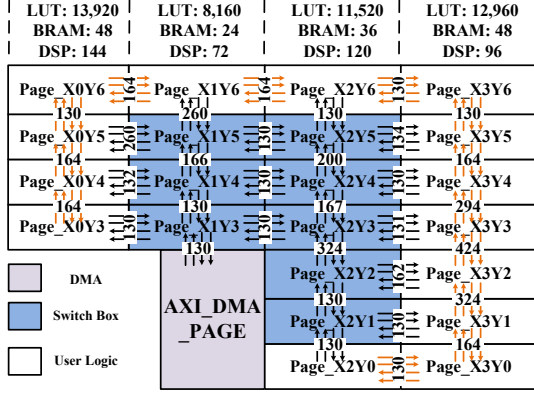 LUT: 13,920 LUT: 8,160 LUT: 11,520 LUT: 12,960
BRAM: 48 BRAM: 24 BRAM: 36 BRAM: 48
DSP: 144 DSP: 72 DSP: 120 DSP: 96
Page_X0Y6 164 Page_X1Y6 164 Page_X2Y6 130 Page_X3Y6
130 260 130 130
Page_X0Y5 260 Page_X1Y5 130 Page_X2Y5 134 Page_X3Y5
164 166 200 164
Page_X0Y4 132 Page_X1Y4 130 Page_X2Y4 130 Page_X3Y4
164 130 167 294
Page_X0Y3 130 Page_X1Y3 130 Page_X2Y3 131 Page_X3Y3
130 324 424
Page_X2Y2 162 Page_X3Y2
130 324
Page_X2Y1 130 Page_X3Y1
130 164
Page_X2Y0 130 Page_X3Y0
AXI_DMA
_PAGE
DMA
Switch Box
User Logic